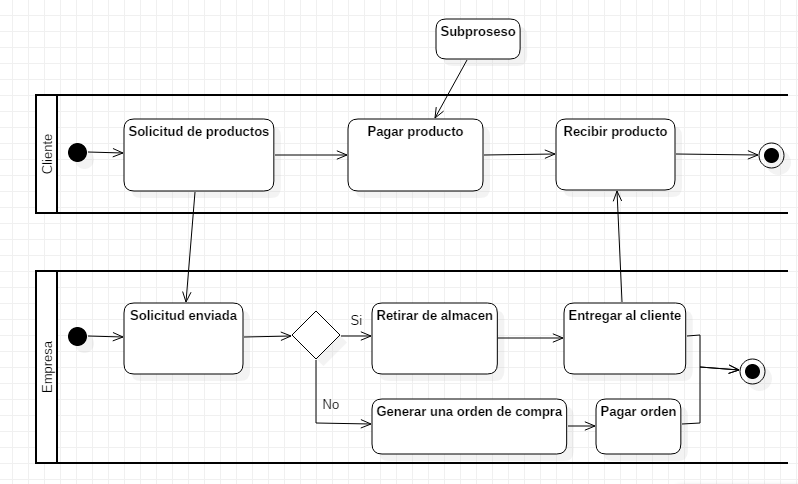 Subproseso
Cliente
Solicitud de productos
Pagar producto
Recibir producto
Empresa
Solicitud enviada
Si
Retirar de almacen
Entregar al cliente
No
Generar una orden de compra
Pagar orden